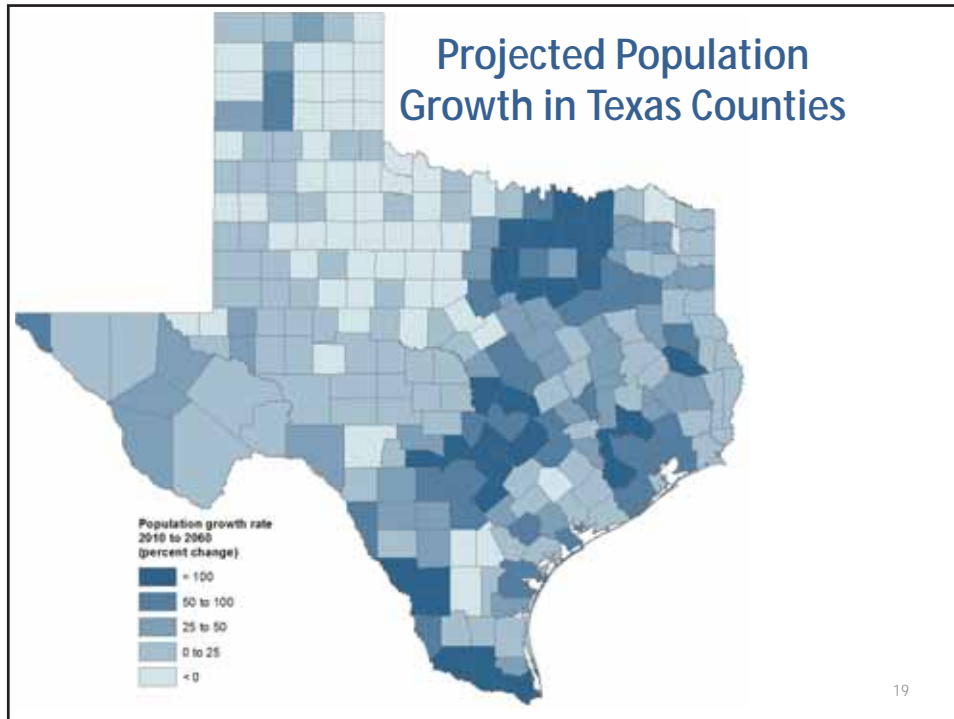 Projected Population
Growth in Texas Counties
Population growth rate
2010 to 2060
(percent change)
= 100
50 to 100
25 to 50
0 to 25
< 0
19